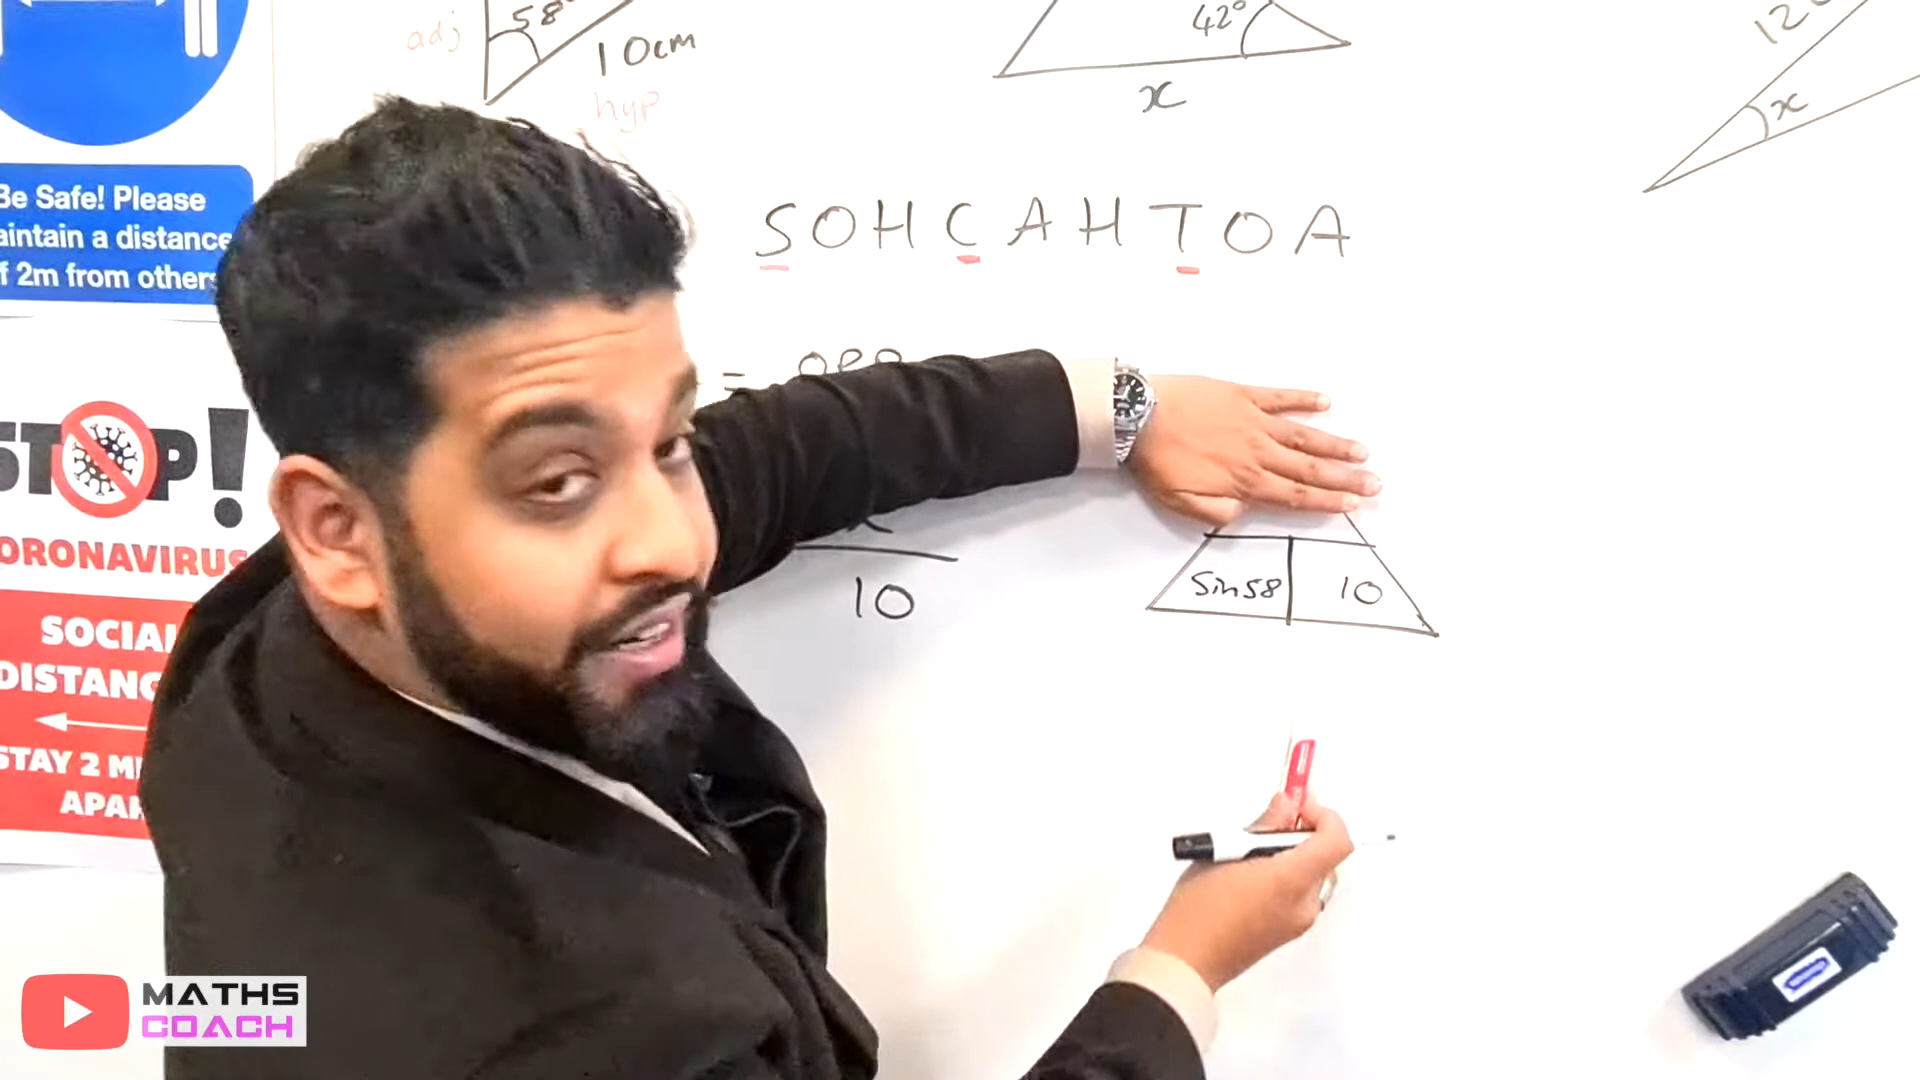 adj
58°
10cm
hyp
42°
x
12
x
Be Safe! Please
maintain a distance
of 2m from others
SOHCAHTOA
= OPP
STOP!
CORONAVIRUS
x
10
Sin58
10
SOCIAL
DISTANC
STAY 2 ME
APAR
MATHS
COACH